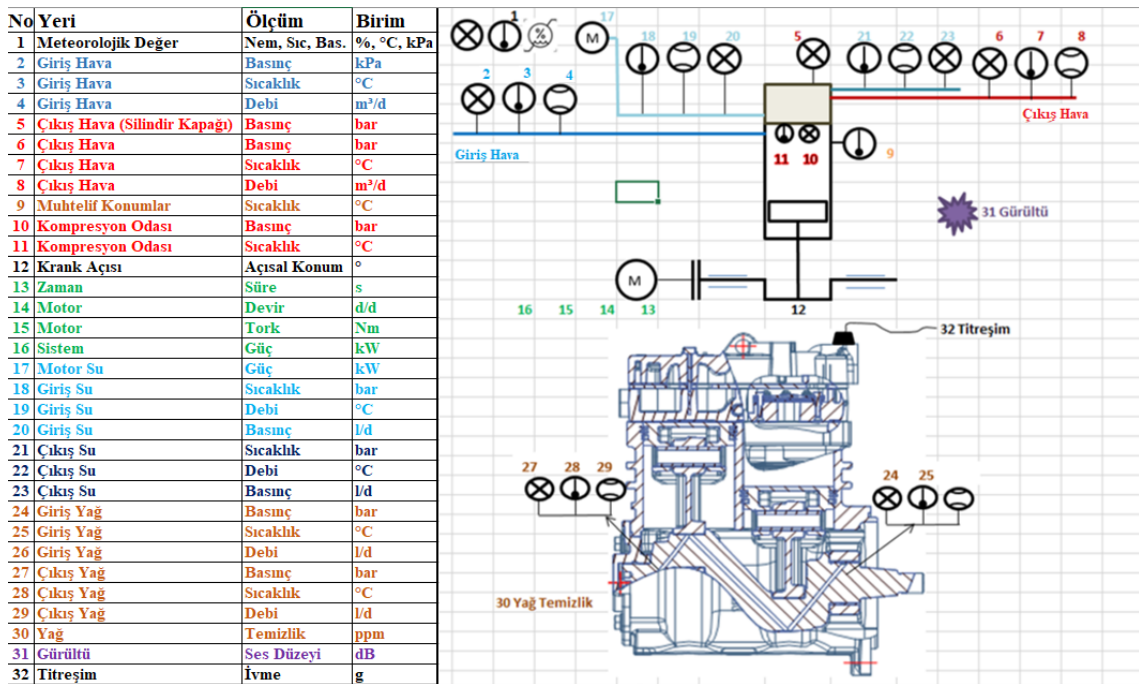 No Yeri Ölçüm Birim
1 Meteorolojik Değer Nem, Sıc, Bas. %, °C, kPa
2 Giriş Hava Basınç kPa
3 Giriş Hava Sıcaklık °C
4 Giriş Hava Debi m³/d
5 Çıkış Hava (Silindir Kapağı) Basınç bar
6 Çıkış Hava Basınç bar
7 Çıkış Hava Sıcaklık °C
8 Çıkış Hava Debi m³/d
9 Muhtelif Konumlar Sıcaklık °C
10 Kompresyon Odası Basınç bar
11 Kompresyon Odası Sıcaklık °C
12 Krank Açısı Açısal Konum °
13 Zaman Süre s
14 Motor Devir d/d
15 Motor Tork Nm
16 Sistem Güç kW
17 Motor Su Güç kW
18 Giriş Su Sıcaklık bar
19 Giriş Su Debi °C
20 Giriş Su Basınç l/d
21 Çıkış Su Sıcaklık bar
22 Çıkış Su Debi °C
23 Çıkış Su Basınç l/d
24 Giriş Yağ Basınç bar
25 Giriş Yağ Sıcaklık °C
26 Giriş Yağ Debi l/d
27 Çıkış Yağ Basınç bar
28 Çıkış Yağ Sıcaklık °C
29 Çıkış Yağ Debi l/d
30 Yağ Temizlik ppm
31 Gürültü Ses Düzeyi dB
32 Titreşim İvme g
1 17
% M
18 19 20 5 21 22 23 6 7 8
2 3 4
Çıkış Hava
Giriş Hava
11 10 9
31 Gürültü
M
16 15 14 13 12
32 Titreşim
27 28 29
24 25
30 Yağ Temizlik